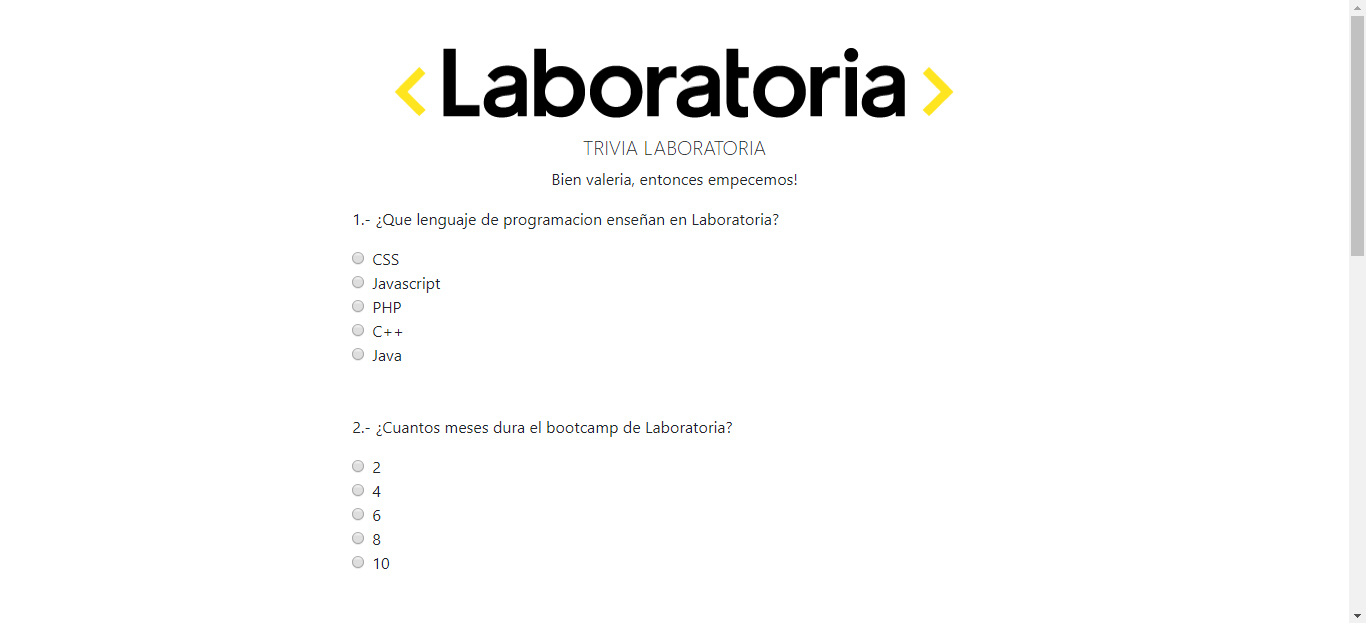 < Laboratoria >
TRIVIA LABORATORIA
Bien valeria, entonces empecemos!
1.- ¿Que lenguaje de programacion enseñan en Laboratoria?
CSS
Javascript
PHP
C++
Java
2.- ¿Cuantos meses dura el bootcamp de Laboratoria?
2
4
6
8
10